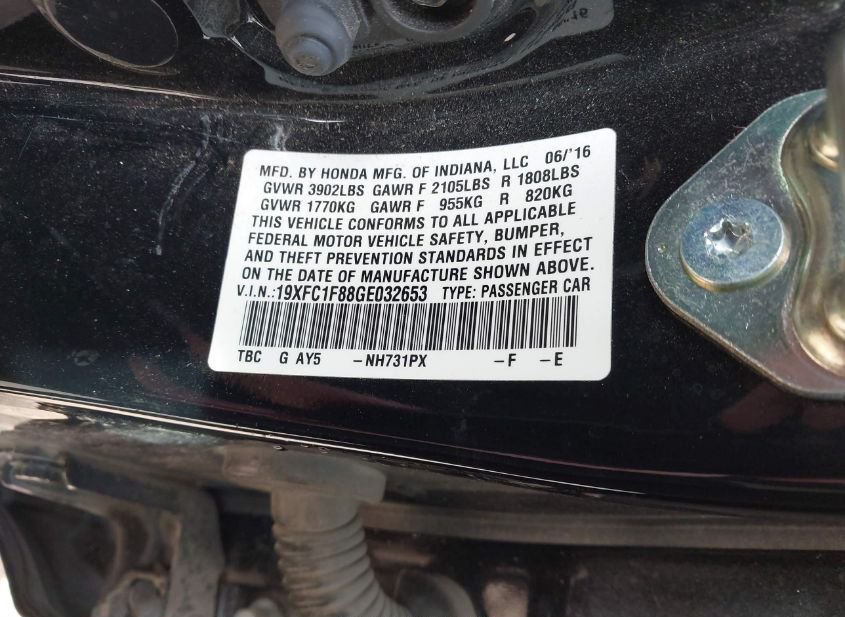 MFD. BY HONDA MFG. OF INDIANA, LLC 06/'16
GVWR 3902LBS GAWR F 2105LBS R 1808LBS
GVWR 1770KG GAWR F 955KG R 820KG
THIS VEHICLE CONFORMS TO ALL APPLICABLE
FEDERAL MOTOR VEHICLE SAFETY, BUMPER,
AND THEFT PREVENTION STANDARDS IN EFFECT
ON THE DATE OF MANUFACTURE SHOWN ABOVE.
V.I.N.:19XFC1F88GE032653 TYPE: PASSENGER CAR
TBC G AY5 –NH731PX –F –E